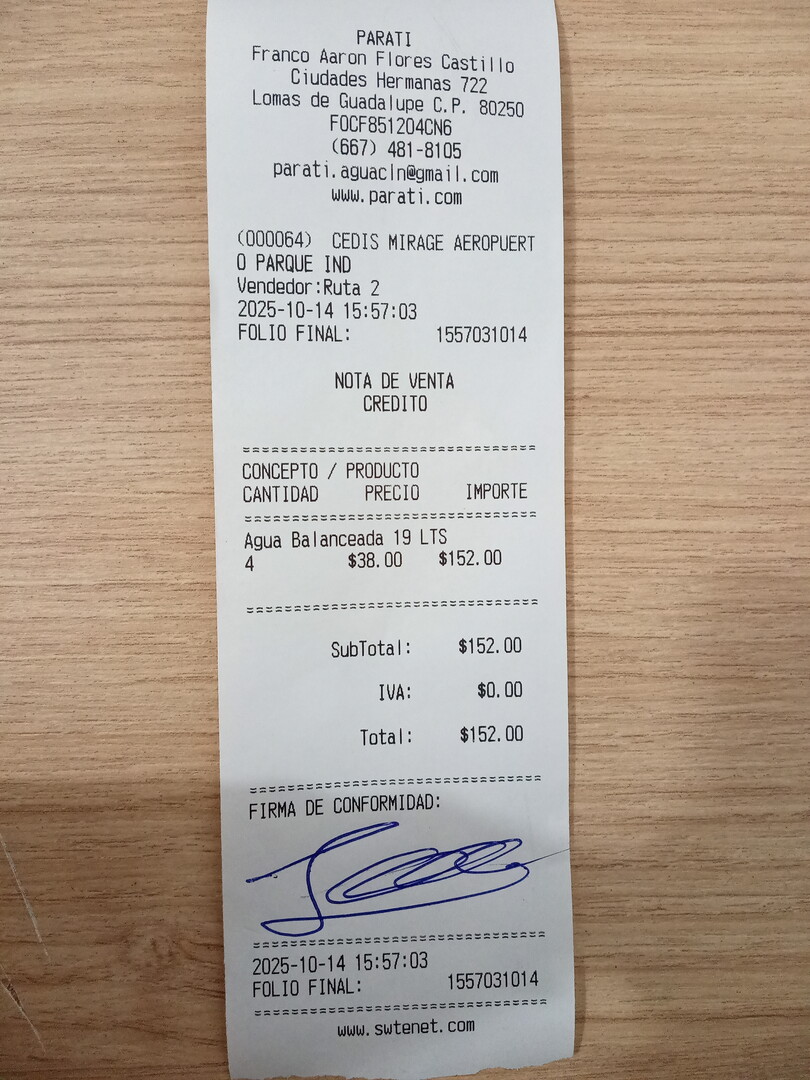 PARATI
Franco Aaron Flores Castillo
Ciudades Hermanas 722
Lomas de Guadalupe C.P. 80250
FOCF851204CN6
(667) 481-8105
parati.aguacln@gmail.com
www.parati.com
(000064) CEDIS MIRAGE AEROPUERT
O PARQUE IND
Vendedor:Ruta 2
2025-10-14 15:57:03
FOLIO FINAL: 1557031014
NOTA DE VENTA
CREDITO
CONCEPTO / PRODUCTO
CANTIDAD PRECIO IMPORTE
Agua Balanceada 19 LTS
4 $38.00 $152.00
SubTotal: $152.00
IVA: $0.00
Total: $152.00
FIRMA DE CONFORMIDAD:
2025-10-14 15:57:03
FOLIO FINAL: 1557031014
www.swtenet.com